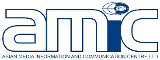 amic
ASIAN MEDIA INFORMATION AND COMMUNICATION CENTRE LTD